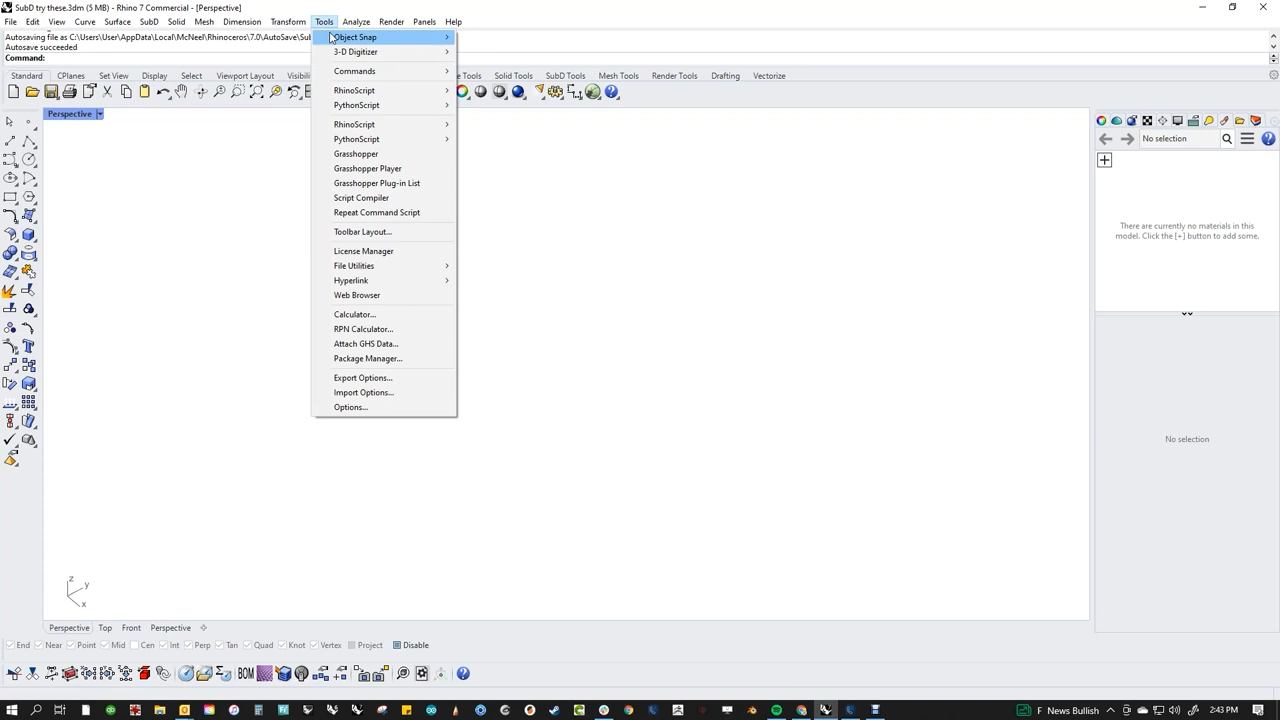 SubD try these.3dm (5 MB) - Rhino 7 Commercial - [Perspective]
File Edit View Curve Surface SubD Solid Mesh Dimension Transform Tools Analyze Render Panels Help
Autosaving file as C:\Users\User\AppData\Local\McNeel\Rhinoceros\7.0\AutoSave\Sub
Autosave succeeded
Command:
Standard CPlanes Set View Display Select Viewport Layout Visibili e Tools Solid Tools SubD Tools Mesh Tools Render Tools Drafting Vectorize
Perspective
Object Snap
3-D Digitizer
Commands
RhinoScript
PythonScript
RhinoScript
PythonScript
Grasshopper
Grasshopper Player
Grasshopper Plug-in List
Script Compiler
Repeat Command Script
Toolbar Layout...
License Manager
File Utilities
Hyperlink
Web Browser
Calculator...
RPN Calculator...
Attach GHS Data...
Package Manager...
Export Options...
Import Options...
Options...
No selection
There are currently no materials in this
model. Click the [+] button to add some.
No selection
z
y
x
Perspective Top Front Perspective
End Near Point Mid Cen Int Perp Tan Quad Knot Vertex Project Disable
BOM
F News Bullish
2:43 PM